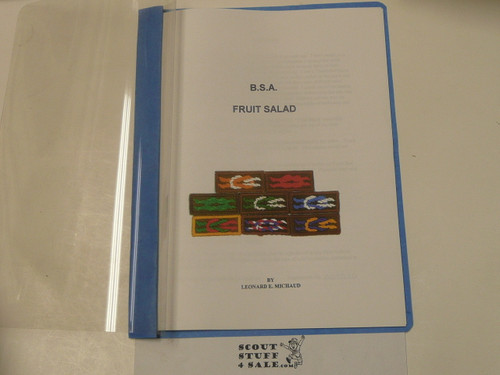 B.S.A.
FRUIT SALAD
BY
LEONARD E. MICHAUD
SCOUT
STUFF
4 SALE.com